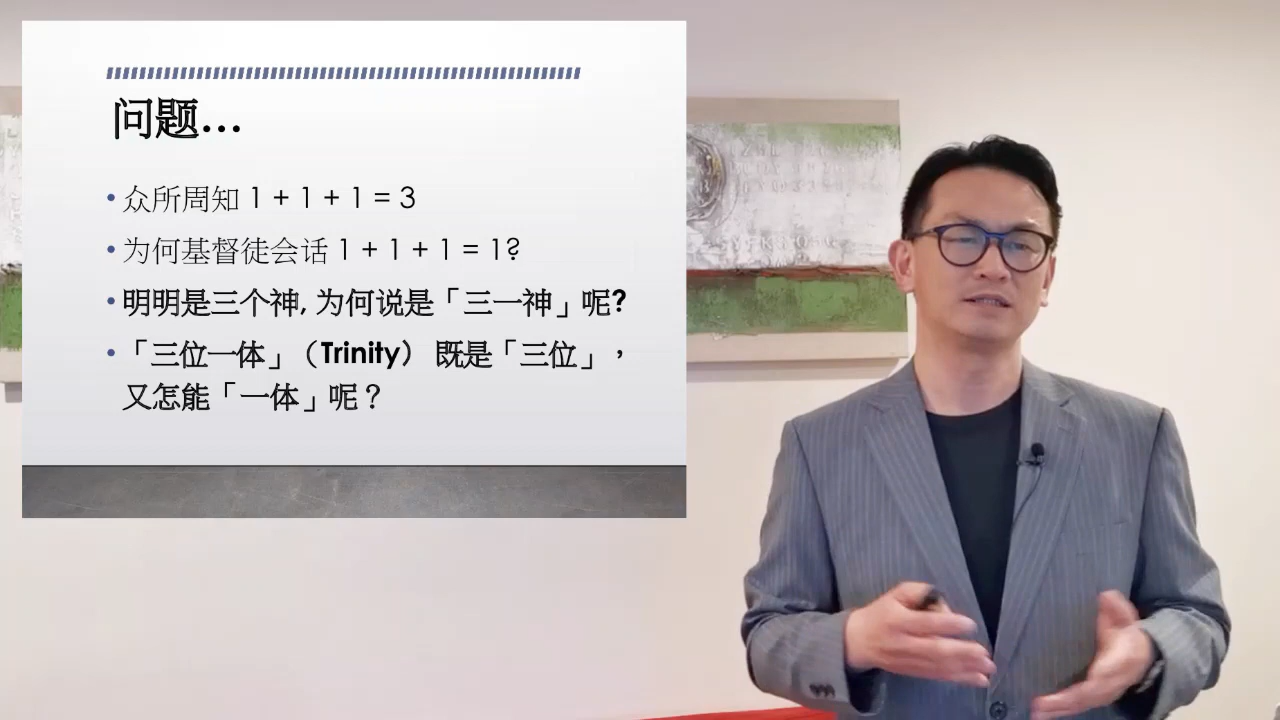 问题...
• 众所周知 1 + 1 + 1 = 3
• 为何基督徒会话 1 + 1 + 1 = 1?
• 明明是三个神, 为何说是「三一神」呢?
• 「三位一体」（Trinity） 既是「三位」，
又怎能「一体」呢？